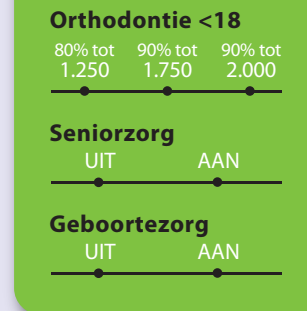 Orthodontie <18
80% tot 90% tot 90% tot
1.250 1.750 2.000
Seniorzorg
UIT AAN
Geboortezorg
UIT AAN